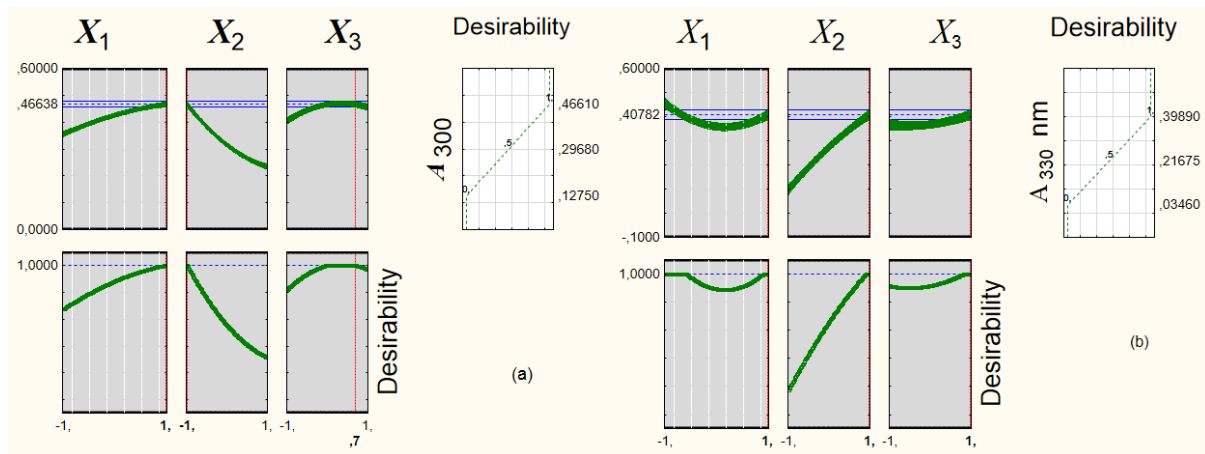 X1 X2 X3 Desirability
,60000
,46638
0,0000
A 300
1,
,5
0,
,46610
,29680
,12750
1,0000
-1, 1, -1, 1, -1, 1,
,7
Desirability
(a)
X1 X2 X3 Desirability
,60000
,40782
-,1000
A 330 nm
1,
,5
0,
,39890
,21675
,03460
1,0000
-1, 1, -1, 1, -1, 1,
Desirability
(b)